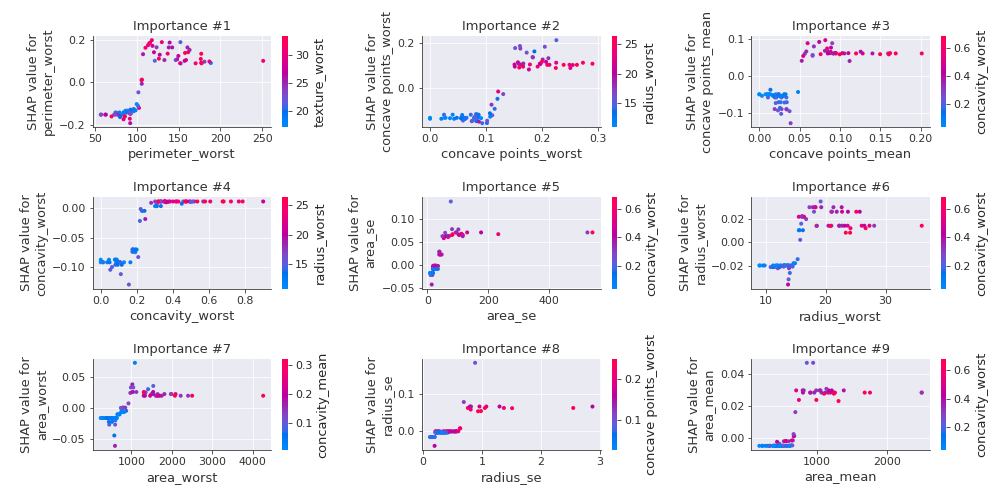 Importance #1
SHAP value for
perimeter_worst
0.2
0.0
−0.2
50
100
150
200
250
perimeter_worst
30
25
20
texture_worst
Importance #2
SHAP value for
concave points_worst
0.2
0.0
0.0
0.1
0.2
0.3
concave points_worst
25
20
15
radius_worst
Importance #3
SHAP value for
concave points_mean
0.1
0.0
−0.1
0.00
0.05
0.10
0.15
0.20
concave points_mean
0.6
0.4
0.2
concavity_worst
Importance #4
SHAP value for
concavity_worst
0.00
−0.05
−0.10
0.0
0.2
0.4
0.6
0.8
concavity_worst
25
20
15
radius_worst
Importance #5
SHAP value for
area_se
0.10
0.05
0.00
−0.05
0
200
400
area_se
0.6
0.4
0.2
concavity_worst
Importance #6
SHAP value for
radius_worst
0.02
0.00
−0.02
10
20
30
radius_worst
0.6
0.4
0.2
concavity_worst
Importance #7
SHAP value for
area_worst
0.05
0.00
−0.05
1000
2000
3000
4000
area_worst
0.3
0.2
0.1
concavity_mean
Importance #8
SHAP value for
radius_se
0.1
0.0
0
1
2
3
radius_se
0.2
0.1
concave points_worst
Importance #9
SHAP value for
area_mean
0.04
0.02
0.00
1000
2000
area_mean
0.6
0.4
0.2
concavity_worst